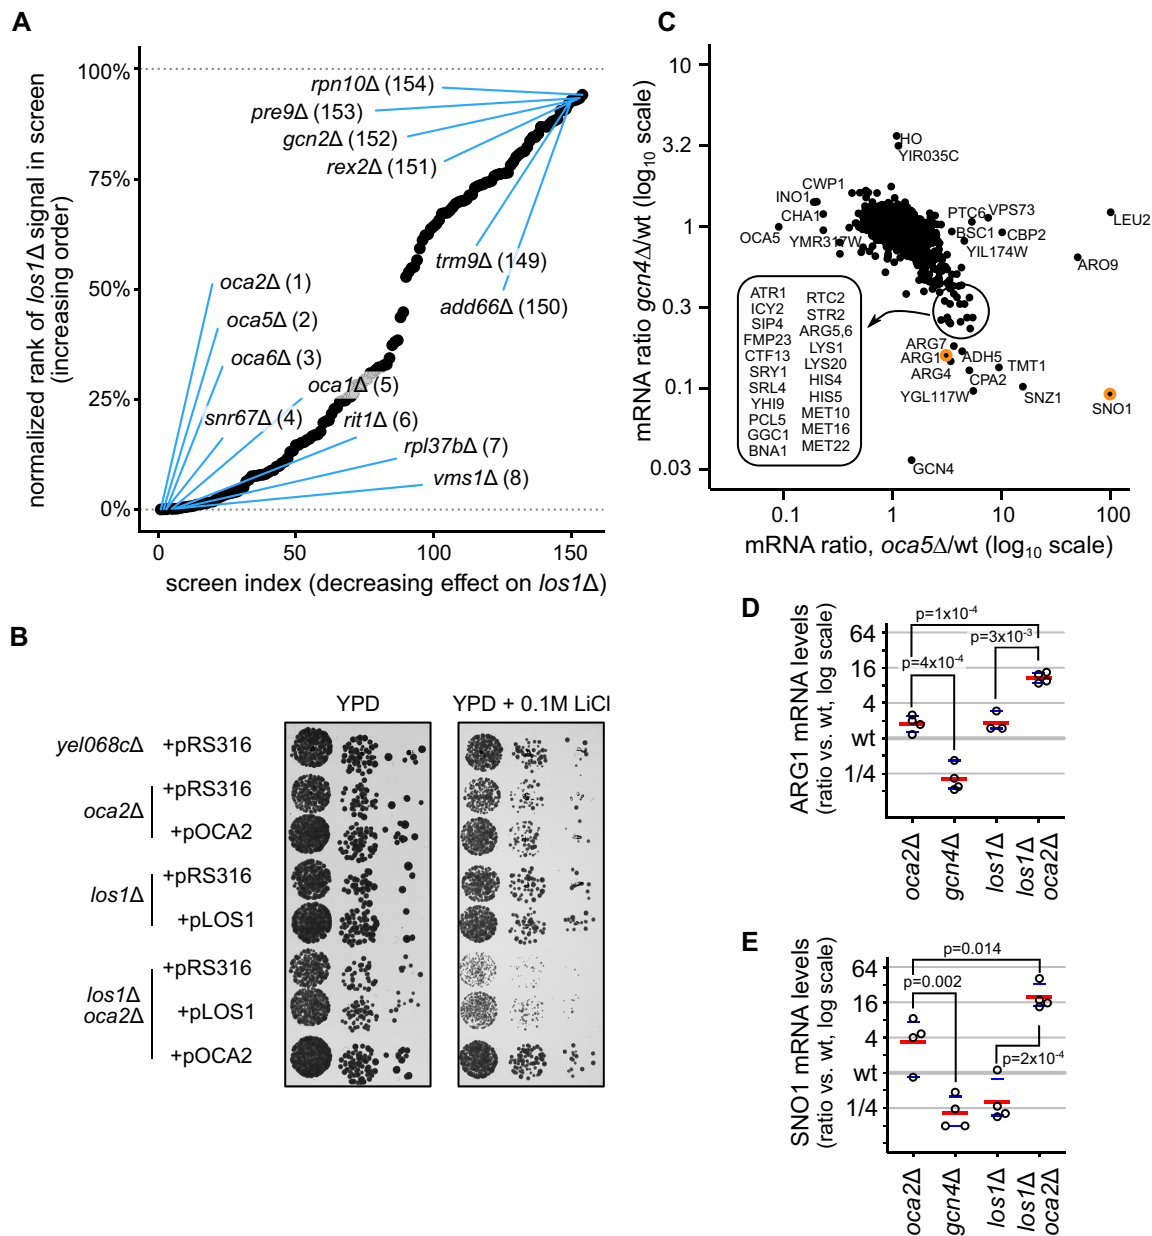 A
normalized rank of los1Δ signal in screen
(increasing order)
100%
75%
50%
25%
0%
rpn10Δ (154)
pre9Δ (153)
gcn2Δ (152)
rex2Δ (151)
trm9Δ (149)
add66Δ (150)
oca2Δ (1)
oca5Δ (2)
oca6Δ (3)
oca1Δ (5)
snr67Δ (4)
rit1Δ (6)
rpl37bΔ (7)
vms1Δ (8)
0
50
100
150
screen index (decreasing effect on los1Δ)
B
YPD
YPD + 0.1M LiCl
yel068cΔ
+pRS316
oca2Δ
+pRS316
+pOCA2
los1Δ
+pRS316
+pLOS1
los1Δ
oca2Δ
+pRS316
+pLOS1
+pOCA2
C
mRNA ratio gcn4Δ/wt (log10 scale)
10
3.2
1
0.3
0.1
0.03
HO
YIR035C
CWP1
INO1
CHA1
OCA5
YMR317W
PTC6
VPS73
BSC1
CBP2
YIL174W
LEU2
ARO9
ATR1
ICY2
SIP4
FMP23
CTF13
SRY1
SRL4
YHI9
PCL5
GGC1
BNA1
RTC2
STR2
ARG5,6
LYS1
LYS20
HIS4
HIS5
MET10
MET16
MET22
ARG7
ARG1
ADH5
ARG4
CPA2
TMT1
YGL117W
SNZ1
SNO1
GCN4
0.1
1
10
100
mRNA ratio, oca5Δ/wt (log10 scale)
D
ARG1 mRNA levels
(ratio vs. wt, log scale)
64
16
4
wt
1/4
p=1x10-4
p=3x10-3
p=4x10-4
oca2Δ
gcn4Δ
los1Δ
los1Δ
oca2Δ
E
SNO1 mRNA levels
(ratio vs. wt, log scale)
64
16
4
wt
1/4
p=0.014
p=0.002
p=2x10-4
oca2Δ
gcn4Δ
los1Δ
los1Δ
oca2Δ